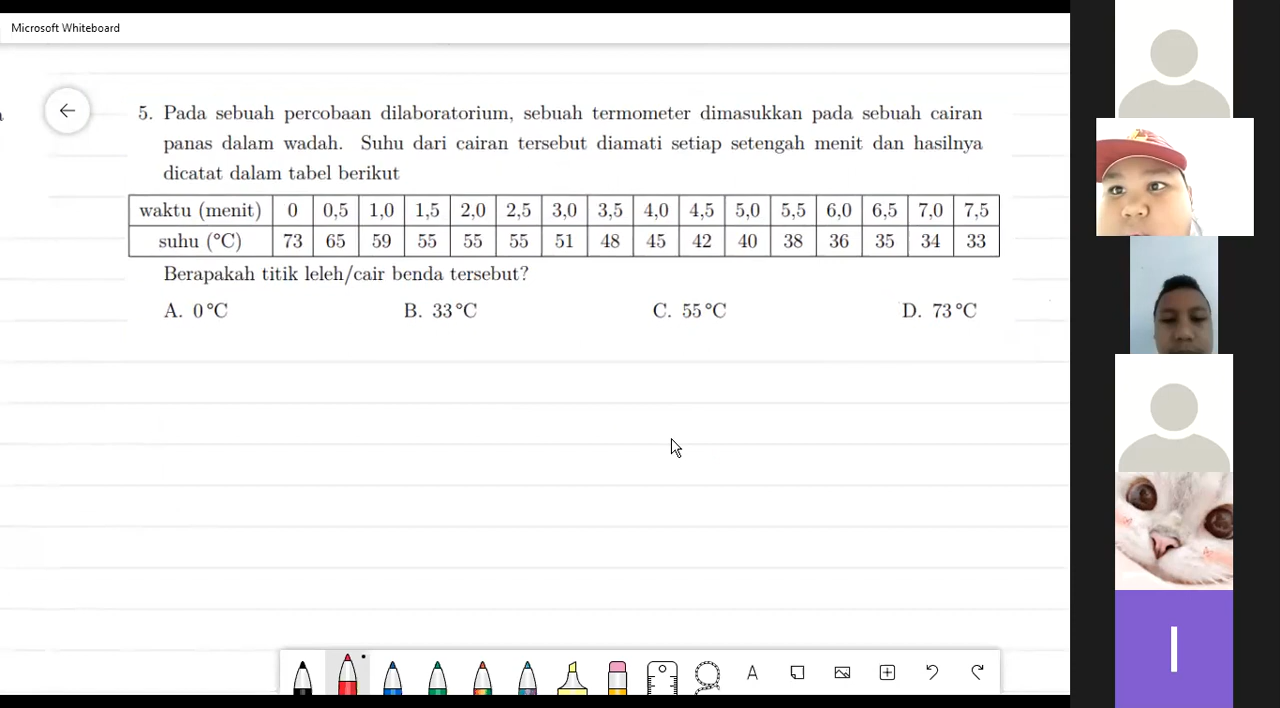 Microsoft Whiteboard
5. Pada sebuah percobaan dilaboratorium, sebuah termometer dimasukkan pada sebuah cairan
panas dalam wadah. Suhu dari cairan tersebut diamati setiap setengah menit dan hasilnya
dicatat dalam tabel berikut
waktu (menit) 0 0,5 1,0 1,5 2,0 2,5 3,0 3,5 4,0 4,5 5,0 5,5 6,0 6,5 7,0 7,5
suhu (°C) 73 65 59 55 55 55 51 48 45 42 40 38 36 35 34 33
Berapakah titik leleh/cair benda tersebut?
A. 0 °C B. 33 °C C. 55 °C D. 73 °C
A
I